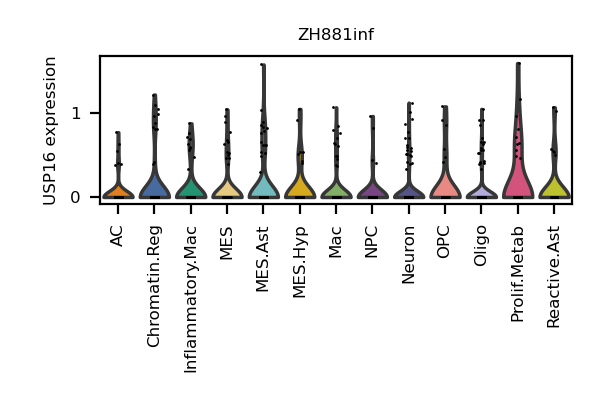 ZH881inf
USP16 expression
1
0
AC
Chromatin.Reg
Inflammatory.Mac
MES
MES.Ast
MES.Hyp
Mac
NPC
Neuron
OPC
Oligo
Prolif.Metab
Reactive.Ast